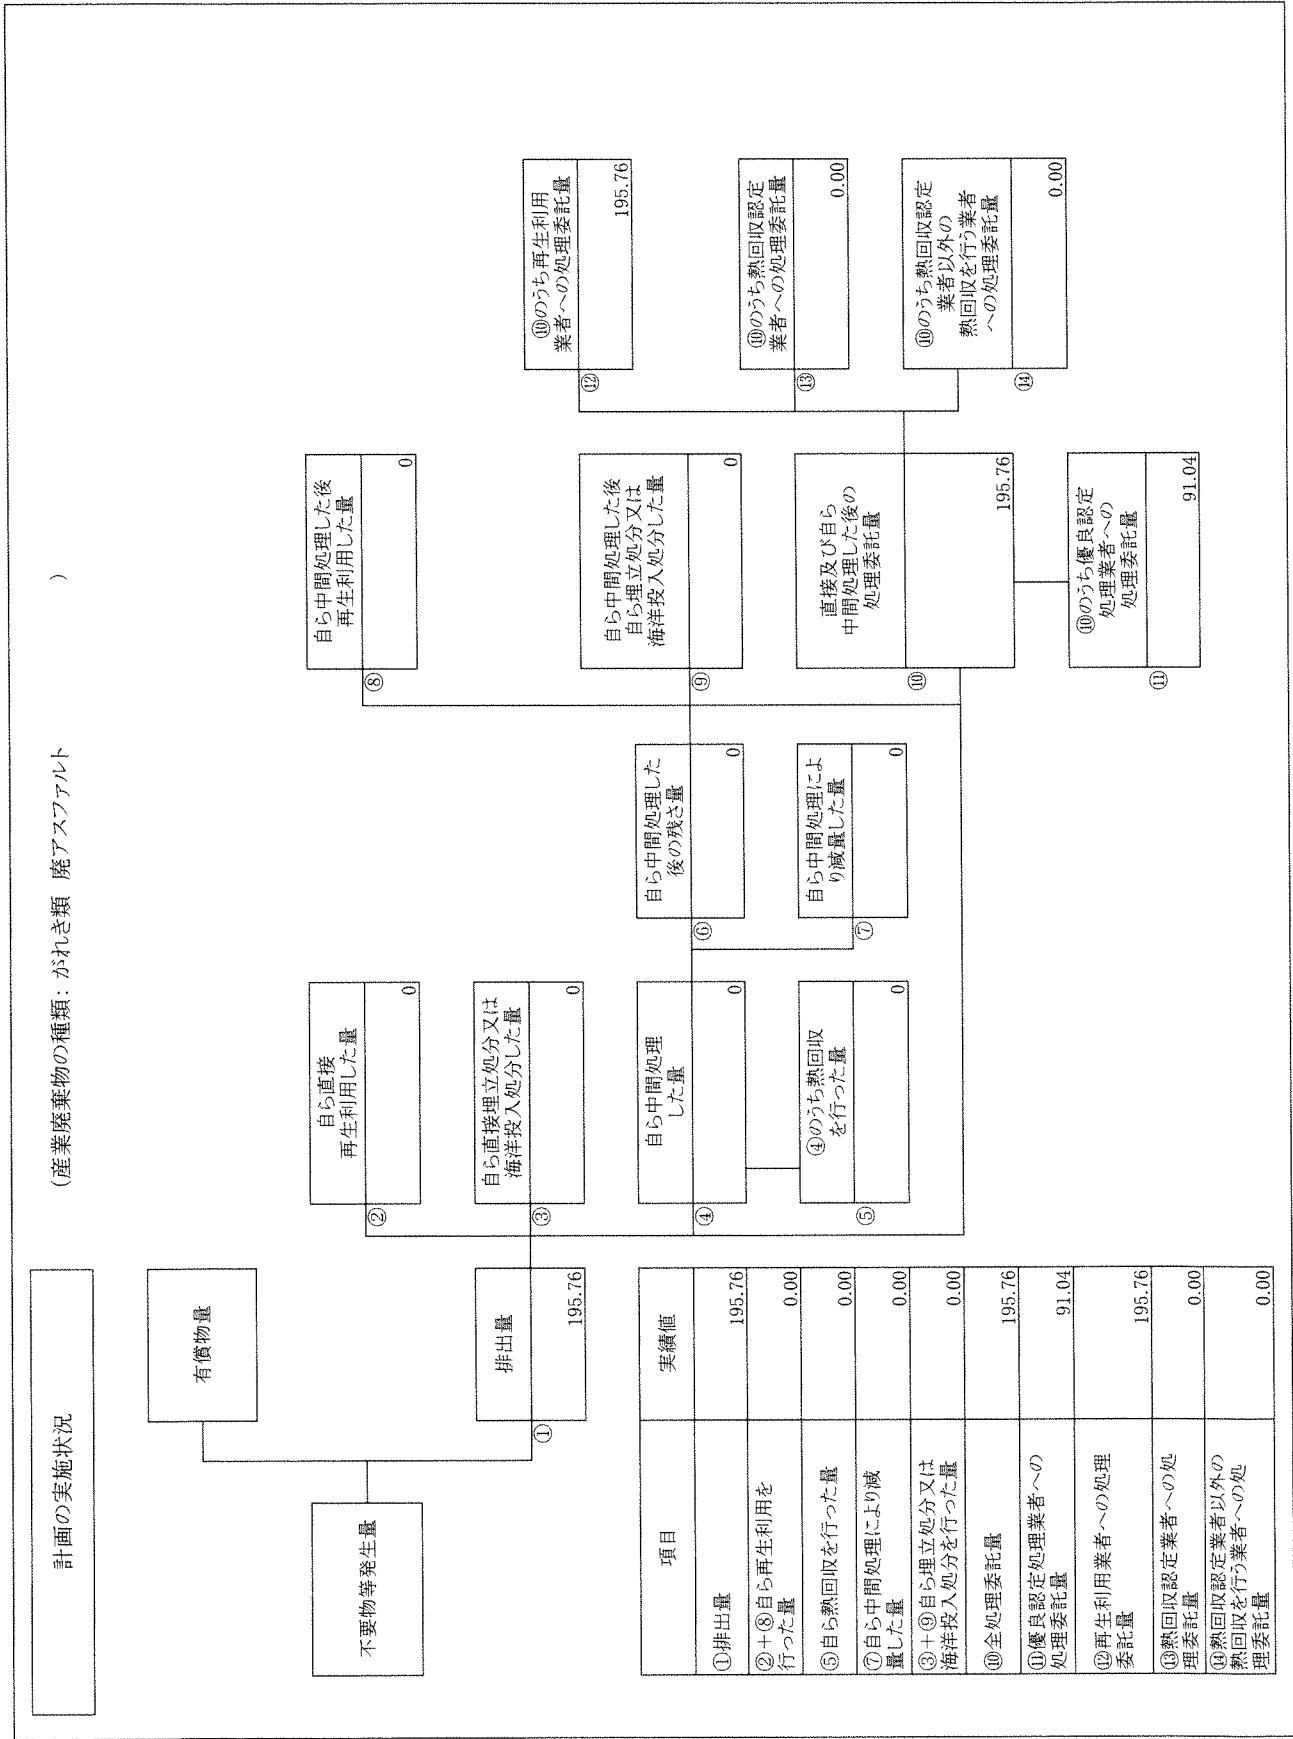 計画の実施状況
(産業廃棄物の種類: がれき類 廃アスファルト )
不要物等発生量
有償物量
①
排出量
195.76
②
自ら直接
再生利用した量
0
③
自ら直接埋立処分又は
海洋投入処分した量
0
④
自ら中間処理
した量
0
⑤
④のうち熱回収
を行った量
0
⑥
自ら中間処理した
後の残さ量
0
⑦
自ら中間処理によ
り減量した量
0
⑧
自ら中間処理した後
再生利用した量
0
⑨
自ら中間処理した後
自ら埋立処分又は
海洋投入処分した量
0
⑩
直接及び自ら
中間処理した後の
処理委託量
195.76
⑪
⑩のうち優良認定
処理業者への
処理委託量
91.04
⑫
⑩のうち再生利用
業者への処理委託量
195.76
⑬
⑩のうち熱回収認定
業者への処理委託量
0.00
⑭
⑩のうち熱回収認定
業者以外の
熱回収を行う業者
への処理委託量
0.00
項目
実績値
①排出量
195.76
②+⑧自ら再生利用を
行った量
0.00
⑤自ら熱回収を行った量
0.00
⑦自ら中間処理により減
量した量
0.00
③+⑨自ら埋立処分又は
海洋投入処分を行った量
0.00
⑩全処理委託量
195.76
⑪優良認定処理業者への
処理委託量
91.04
⑫再生利用業者への処理
委託量
195.76
⑬熱回収認定業者への処
理委託量
0.00
⑭熱回収認定業者以外の
熱回収を行う業者への処
理委託量
0.00